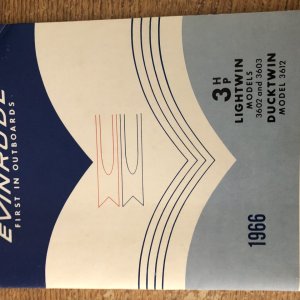 EVINRUDE
FIRST IN OUTBOARDS
3 HP
LIGHTWIN
MODELS
3602 and 3603
DUCKTWIN
MODEL 3612
1966